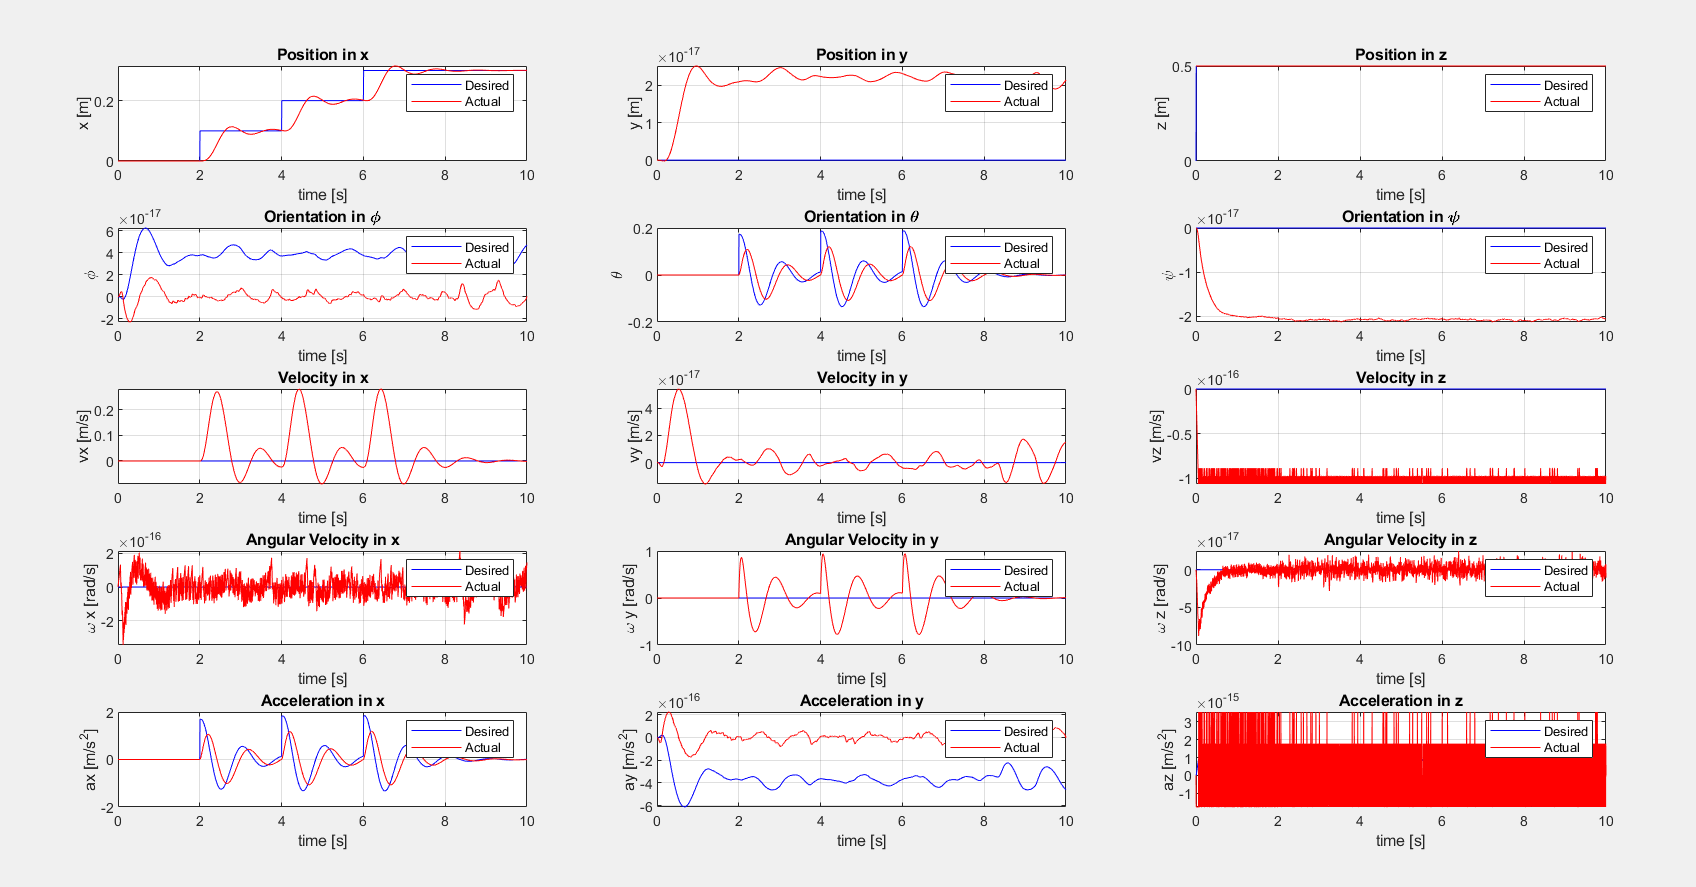 Position in x
x [m]
0.2
0
Desired
Actual
0 2 4 6 8 10
time [s]
Position in y
×10^-17
y [m]
2
1
0
Desired
Actual
0 2 4 6 8 10
time [s]
Position in z
z [m]
0.5
0
Desired
Actual
0 2 4 6 8 10
time [s]
Orientation in ϕ
×10^-17
ϕ
6
4
2
0
-2
Desired
Actual
0 2 4 6 8 10
time [s]
Orientation in θ
θ
0.2
0
-0.2
Desired
Actual
0 2 4 6 8 10
time [s]
Orientation in ψ
×10^-17
ψ
0
-1
-2
Desired
Actual
0 2 4 6 8 10
time [s]
Velocity in x
vx [m/s]
0.2
0.1
0
0 2 4 6 8 10
time [s]
Velocity in y
×10^-17
vy [m/s]
4
2
0
0 2 4 6 8 10
time [s]
Velocity in z
×10^-16
vz [m/s]
0
-0.5
-1
0 2 4 6 8 10
time [s]
Angular Velocity in x
×10^-16
ω x [rad/s]
2
0
-2
Desired
Actual
0 2 4 6 8 10
time [s]
Angular Velocity in y
ω y [rad/s]
1
0
-1
Desired
Actual
0 2 4 6 8 10
time [s]
Angular Velocity in z
×10^-17
ω z [rad/s]
0
-5
-10
Desired
Actual
0 2 4 6 8 10
time [s]
Acceleration in x
ax [m/s²]
2
0
-2
Desired
Actual
0 2 4 6 8 10
time [s]
Acceleration in y
×10^-16
ay [m/s²]
2
0
-2
-4
-6
Desired
Actual
0 2 4 6 8 10
time [s]
Acceleration in z
×10^-15
az [m/s²]
3
2
1
0
-1
Desired
Actual
0 2 4 6 8 10
time [s]